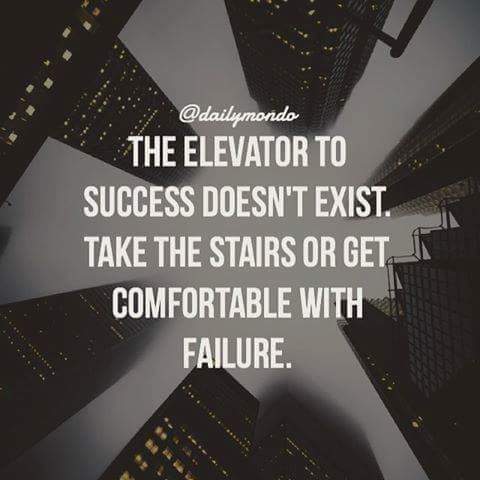 @dailymondo
THE ELEVATOR TO
SUCCESS DOESN'T EXIST.
TAKE THE STAIRS OR GET
COMFORTABLE WITH
FAILURE.